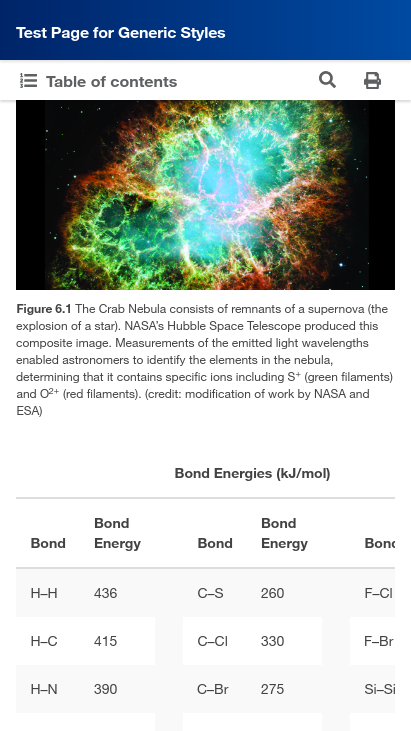 Test Page for Generic Styles
Table of contents
Figure 6.1 The Crab Nebula consists of remnants of a supernova (the
explosion of a star). NASA's Hubble Space Telescope produced this
composite image. Measurements of the emitted light wavelengths
enabled astronomers to identify the elements in the nebula,
determining that it contains specific ions including S⁺ (green filaments)
and O²⁺ (red filaments). (credit: modification of work by NASA and
ESA)
Bond Energies (kJ/mol)
Bond Bond Energy Bond Bond Energy Bond
H–H 436 C–S 260 F–Cl
H–C 415 C–Cl 330 F–Br
H–N 390 C–Br 275 Si–Si